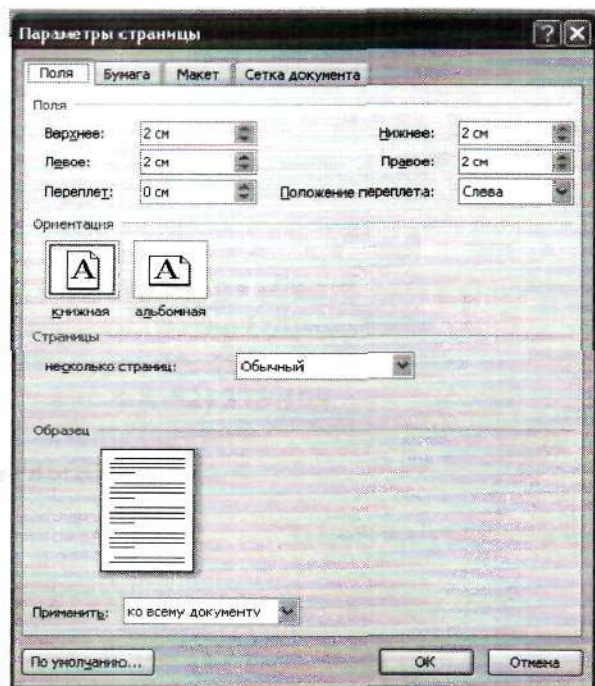 Параметры страницы
Поля Бумага Макет Сетка документа
Поля
Верхнее: 2 см Нижнее: 2 см
Левое: 2 см Правое: 2 см
Переплет: 0 см Положение переплета: Слева
Ориентация
A A
книжная альбомная
Страницы
несколько страниц: Обычный
Образец
Применить: ко всему документу
По умолчанию... ОК Отмена